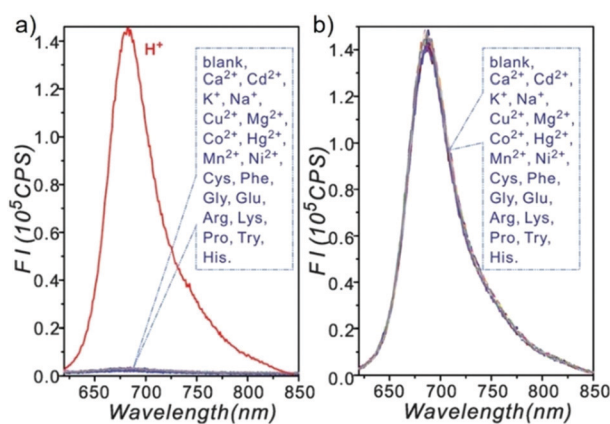 a)
1.4
1.2
1.0
0.8
0.6
0.4
0.2
0.0
F I (10⁵CPS)
H⁺
blank,
Ca²⁺, Cd²⁺,
K⁺, Na⁺,
Cu²⁺, Mg²⁺,
Co²⁺, Hg²⁺,
Mn²⁺, Ni²⁺,
Cys, Phe,
Gly, Glu,
Arg, Lys,
Pro, Try,
His.
650 700 750 800 850
Wavelength(nm)
b)
1.4
1.2
1.0
0.8
0.6
0.4
0.2
0.0
F I (10⁵CPS)
blank,
Ca²⁺, Cd²⁺,
K⁺, Na⁺,
Cu²⁺, Mg²⁺,
Co²⁺, Hg²⁺,
Mn²⁺, Ni²⁺,
Cys, Phe,
Gly, Glu,
Arg, Lys,
Pro, Try,
His.
650 700 750 800 850
Wavelength(nm)